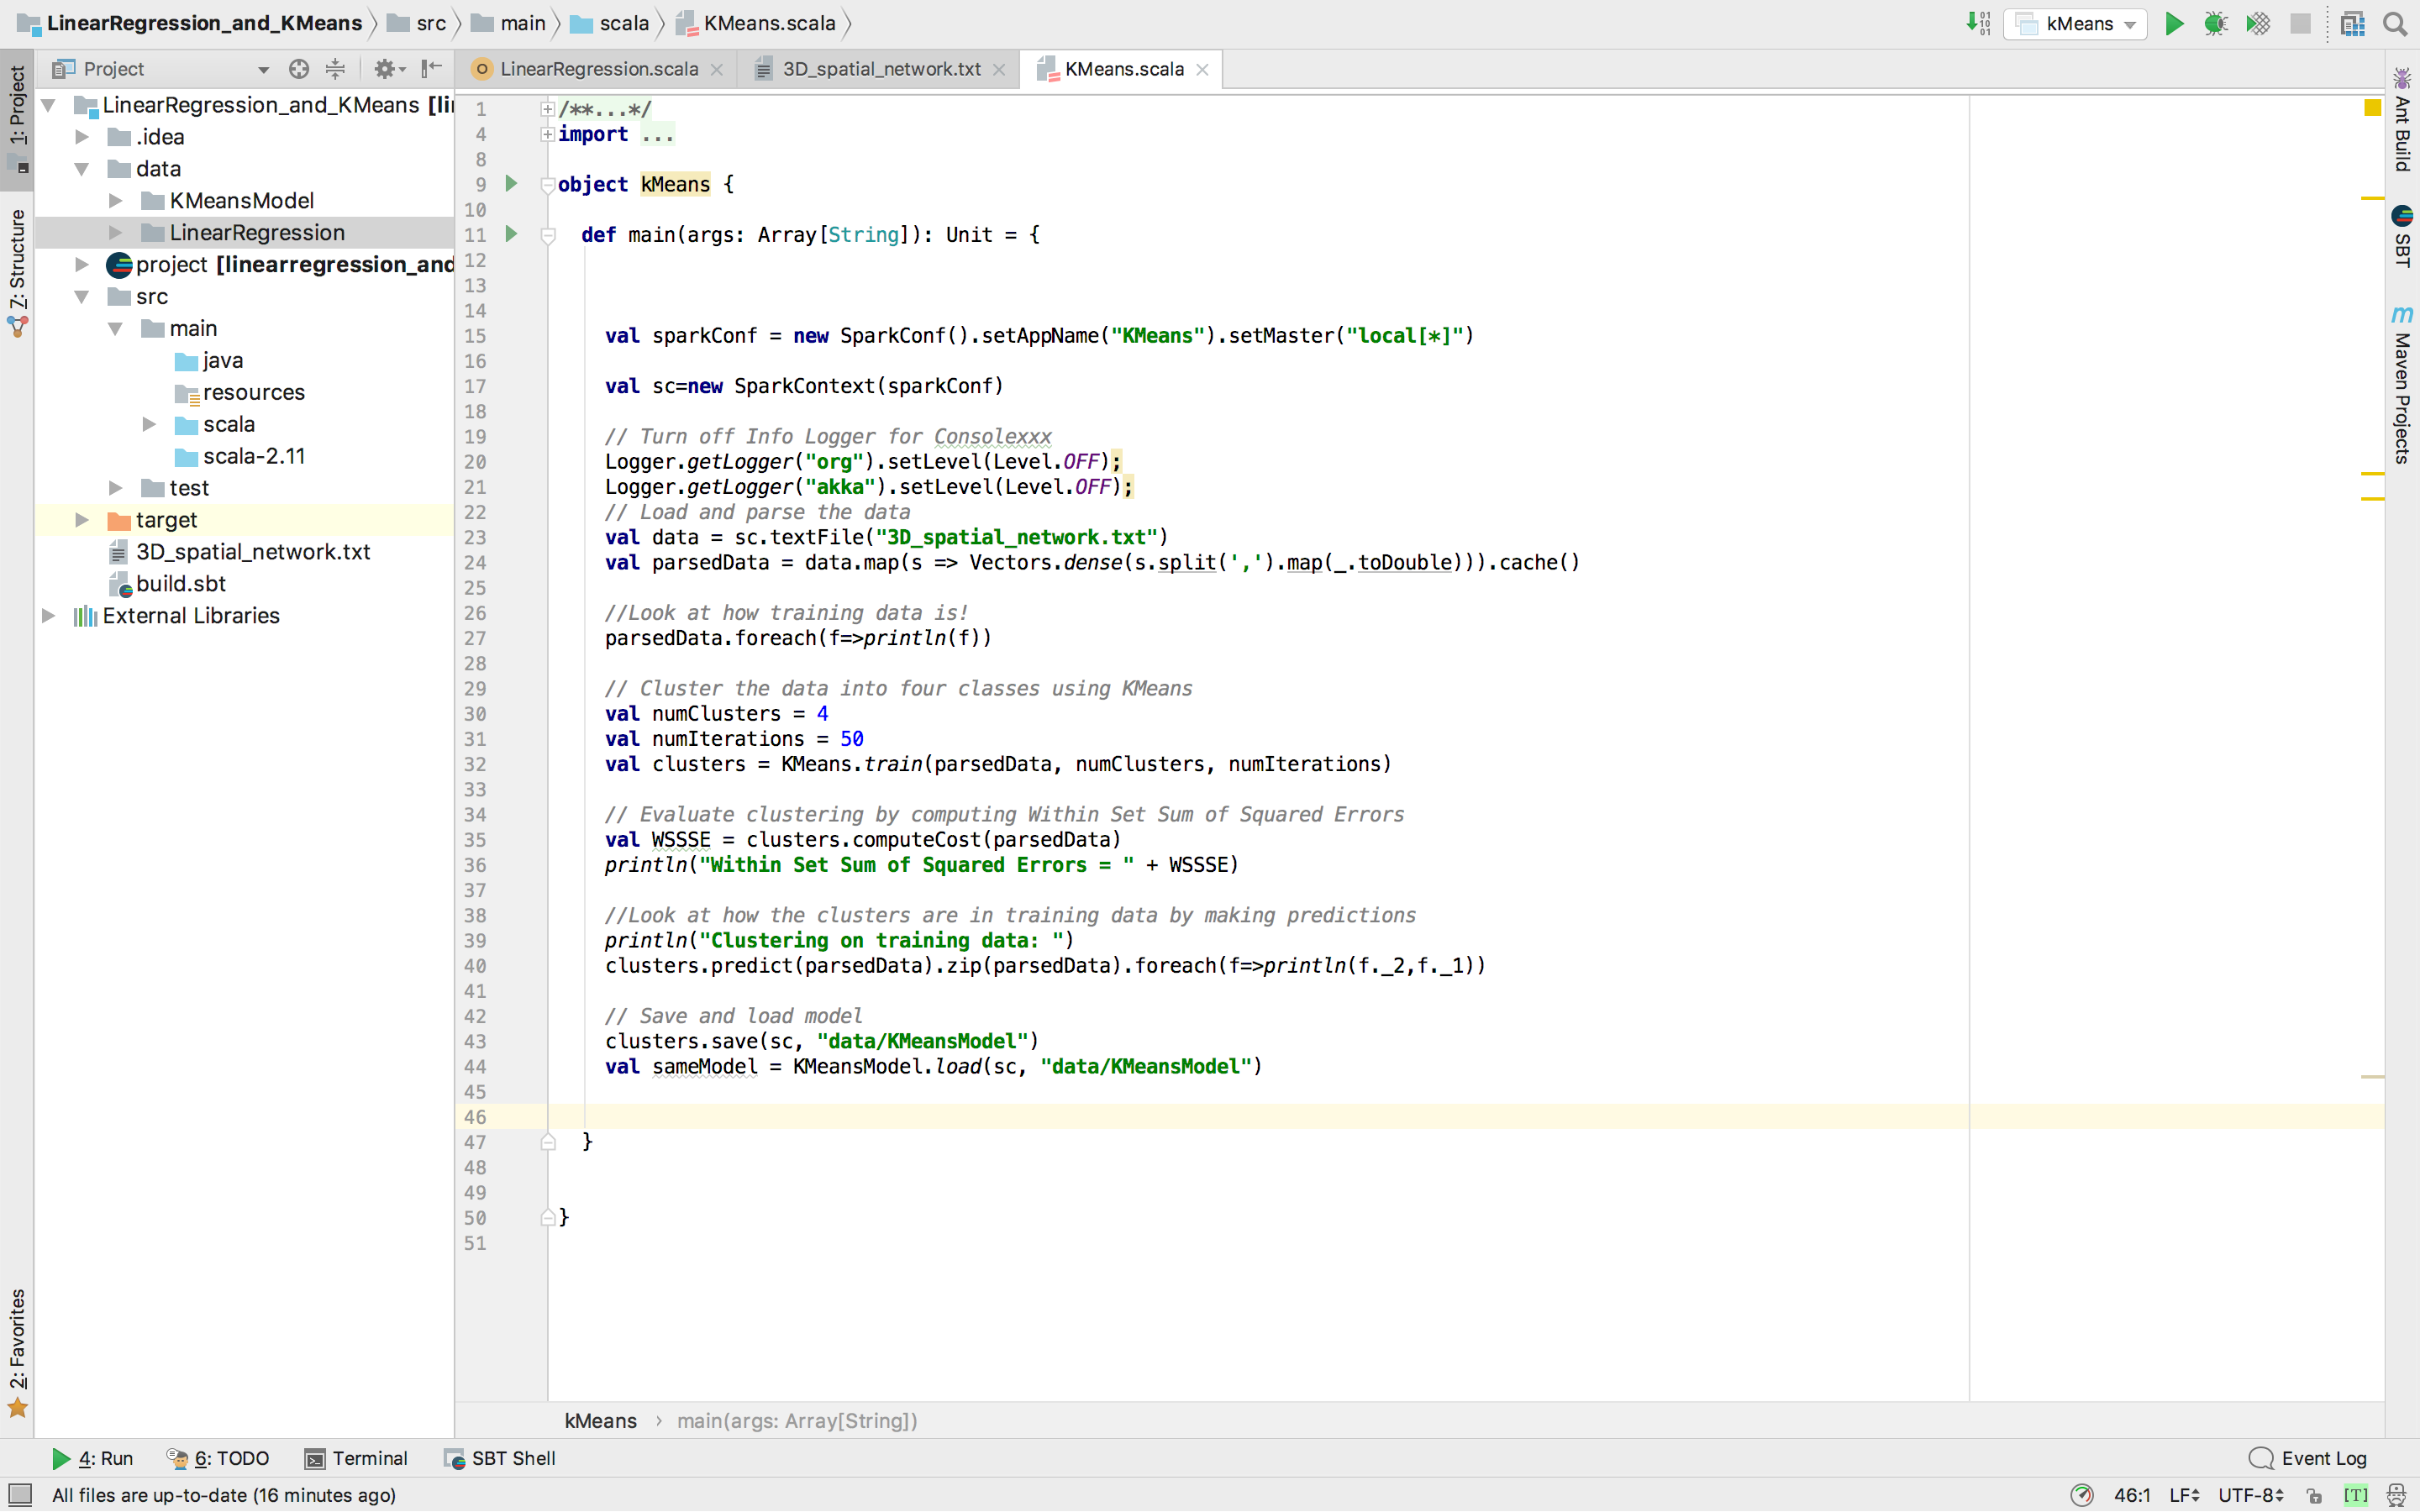 LinearRegression_and_KMeans src main scala KMeans.scala kMeans
Project LinearRegression.scala 3D_spatial_network.txt KMeans.scala
1: Project
7: Structure
2: Favorites
LinearRegression_and_KMeans [li
.idea
data
KMeansModel
LinearRegression
project [linearregression_and
src
main
java
resources
scala
scala-2.11
test
target
3D_spatial_network.txt
build.sbt
External Libraries
1 /**...*/
4 import ...
8
9 object kMeans {
10
11 def main(args: Array[String]): Unit = {
12
13
14
15 val sparkConf = new SparkConf().setAppName("KMeans").setMaster("local[*]")
16
17 val sc=new SparkContext(sparkConf)
18
19 // Turn off Info Logger for Consolexxx
20 Logger.getLogger("org").setLevel(Level.OFF);
21 Logger.getLogger("akka").setLevel(Level.OFF);
22 // Load and parse the data
23 val data = sc.textFile("3D_spatial_network.txt")
24 val parsedData = data.map(s => Vectors.dense(s.split(',').map(_.toDouble))).cache()
25
26 //Look at how training data is!
27 parsedData.foreach(f=>println(f))
28
29 // Cluster the data into four classes using KMeans
30 val numClusters = 4
31 val numIterations = 50
32 val clusters = KMeans.train(parsedData, numClusters, numIterations)
33
34 // Evaluate clustering by computing Within Set Sum of Squared Errors
35 val WSSSE = clusters.computeCost(parsedData)
36 println("Within Set Sum of Squared Errors = " + WSSSE)
37
38 //Look at how the clusters are in training data by making predictions
39 println("Clustering on training data: ")
40 clusters.predict(parsedData).zip(parsedData).foreach(f=>println(f._2,f._1))
41
42 // Save and load model
43 clusters.save(sc, "data/KMeansModel")
44 val sameModel = KMeansModel.load(sc, "data/KMeansModel")
45
46
47 }
48
49
50 }
51
Ant Build
SBT
m Maven Projects
kMeans › main(args: Array[String])
4: Run 6: TODO Terminal SBT Shell Event Log
All files are up-to-date (16 minutes ago) 46:1 LF UTF-8 [T]